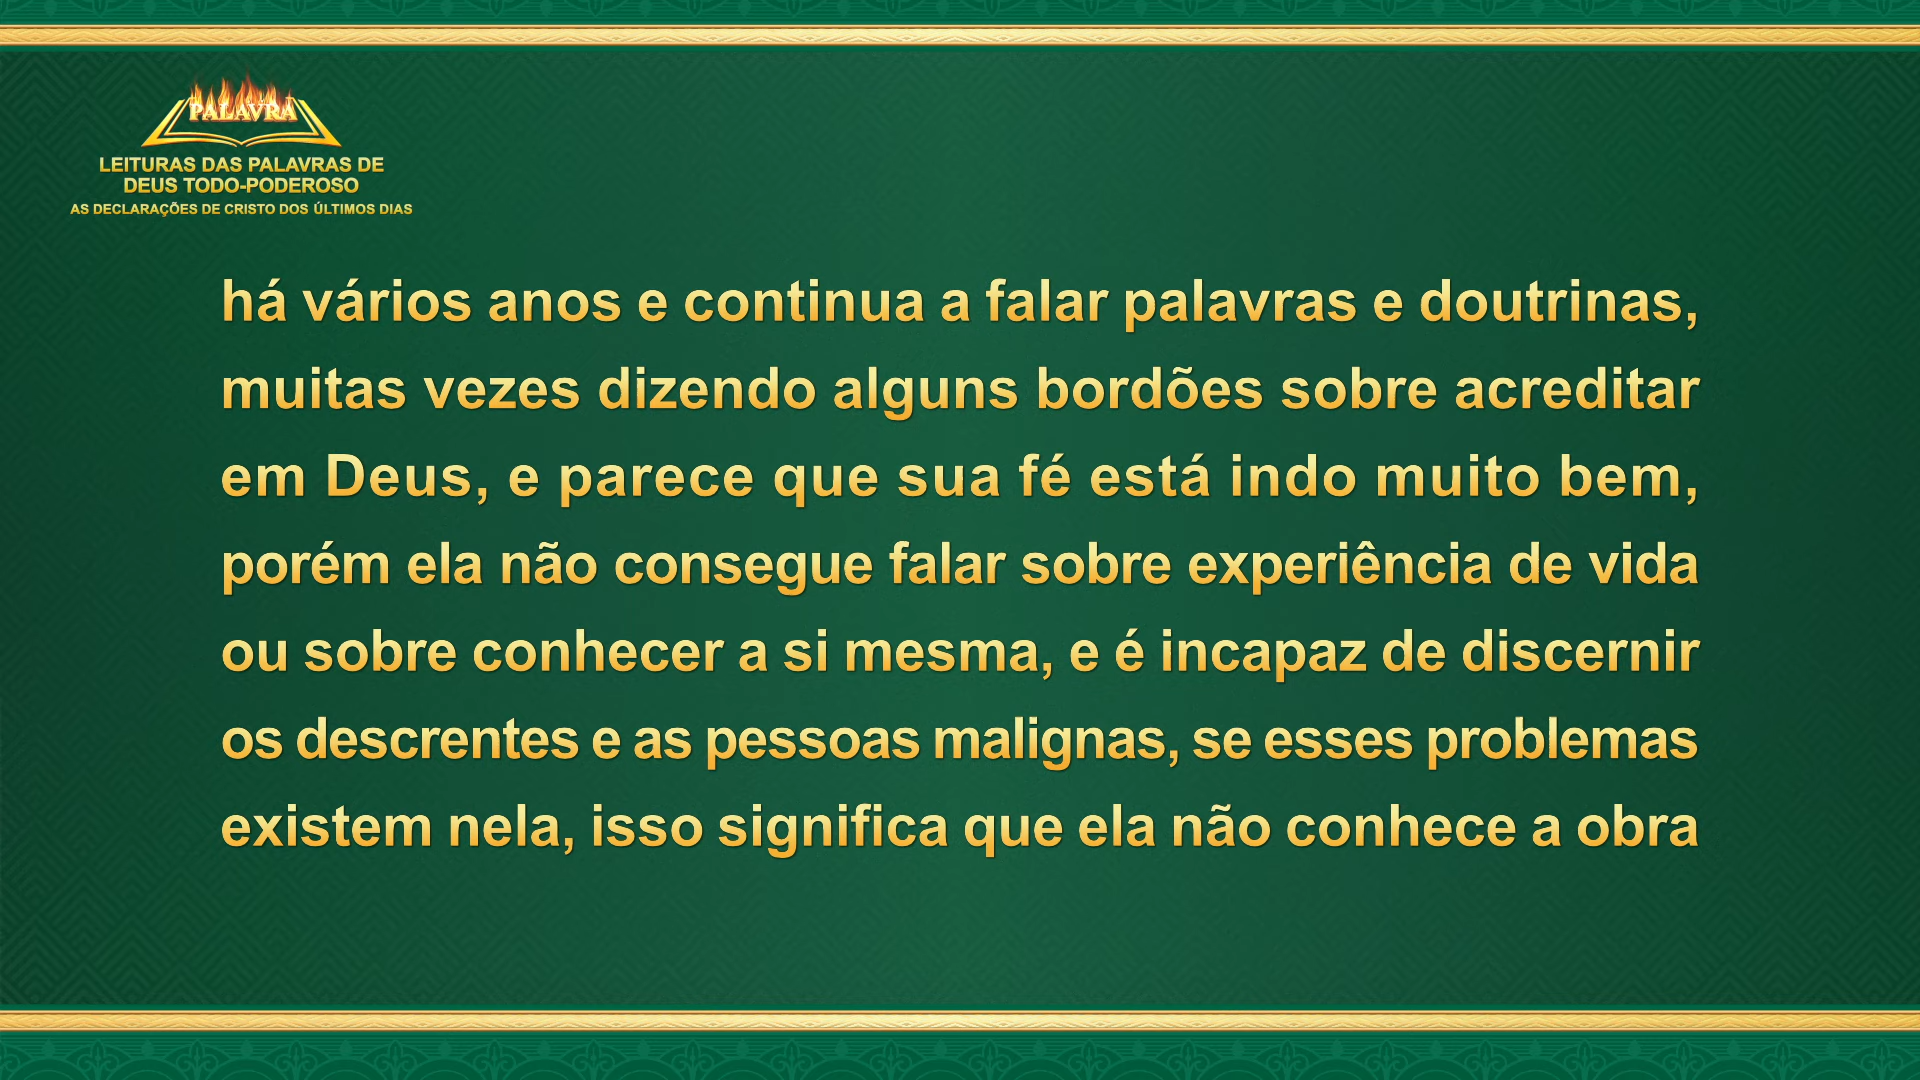 PALAVRA
LEITURAS DAS PALAVRAS DE
DEUS TODO-PODEROSO
AS DECLARAÇÕES DE CRISTO DOS ÚLTIMOS DIAS
há vários anos e continua a falar palavras e doutrinas,
muitas vezes dizendo alguns bordões sobre acreditar
em Deus, e parece que sua fé está indo muito bem,
porém ela não consegue falar sobre experiência de vida
ou sobre conhecer a si mesma, e é incapaz de discernir
os descrentes e as pessoas malignas, se esses problemas
existem nela, isso significa que ela não conhece a obra